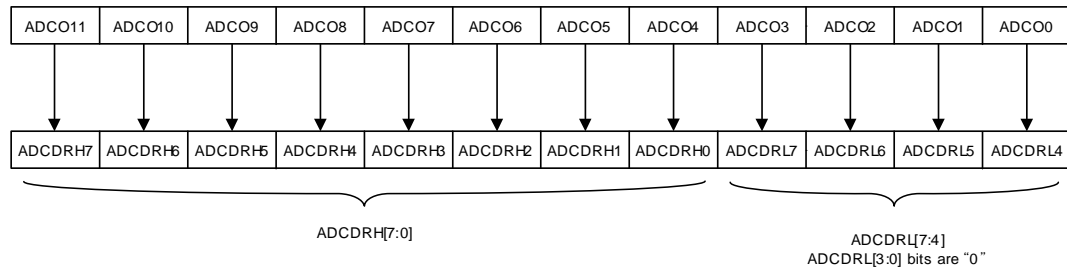 ADCO11 ADCO10 ADCO9 ADCO8 ADCO7 ADCO6 ADCO5 ADCO4 ADCO3 ADCO2 ADCO1 ADCO0
ADCDRH7 ADCDRH6 ADCDRH5 ADCDRH4 ADCDRH3 ADCDRH2 ADCDRH1 ADCDRH0 ADCDRL7 ADCDRL6 ADCDRL5 ADCDRL4
ADCDRH[7:0]
ADCDRL[7:4]
ADCDRL[3:0] bits are “0”